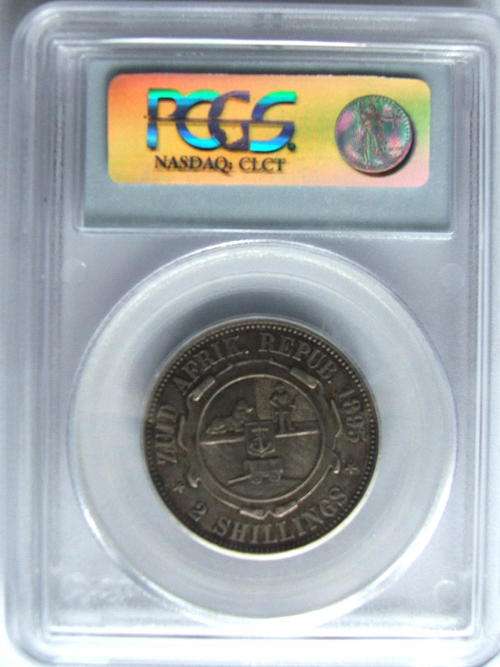 PCGS
NASDAQ: CLCT
ZUID AFRIK. REPUB. 1895
2 SHILLINGS